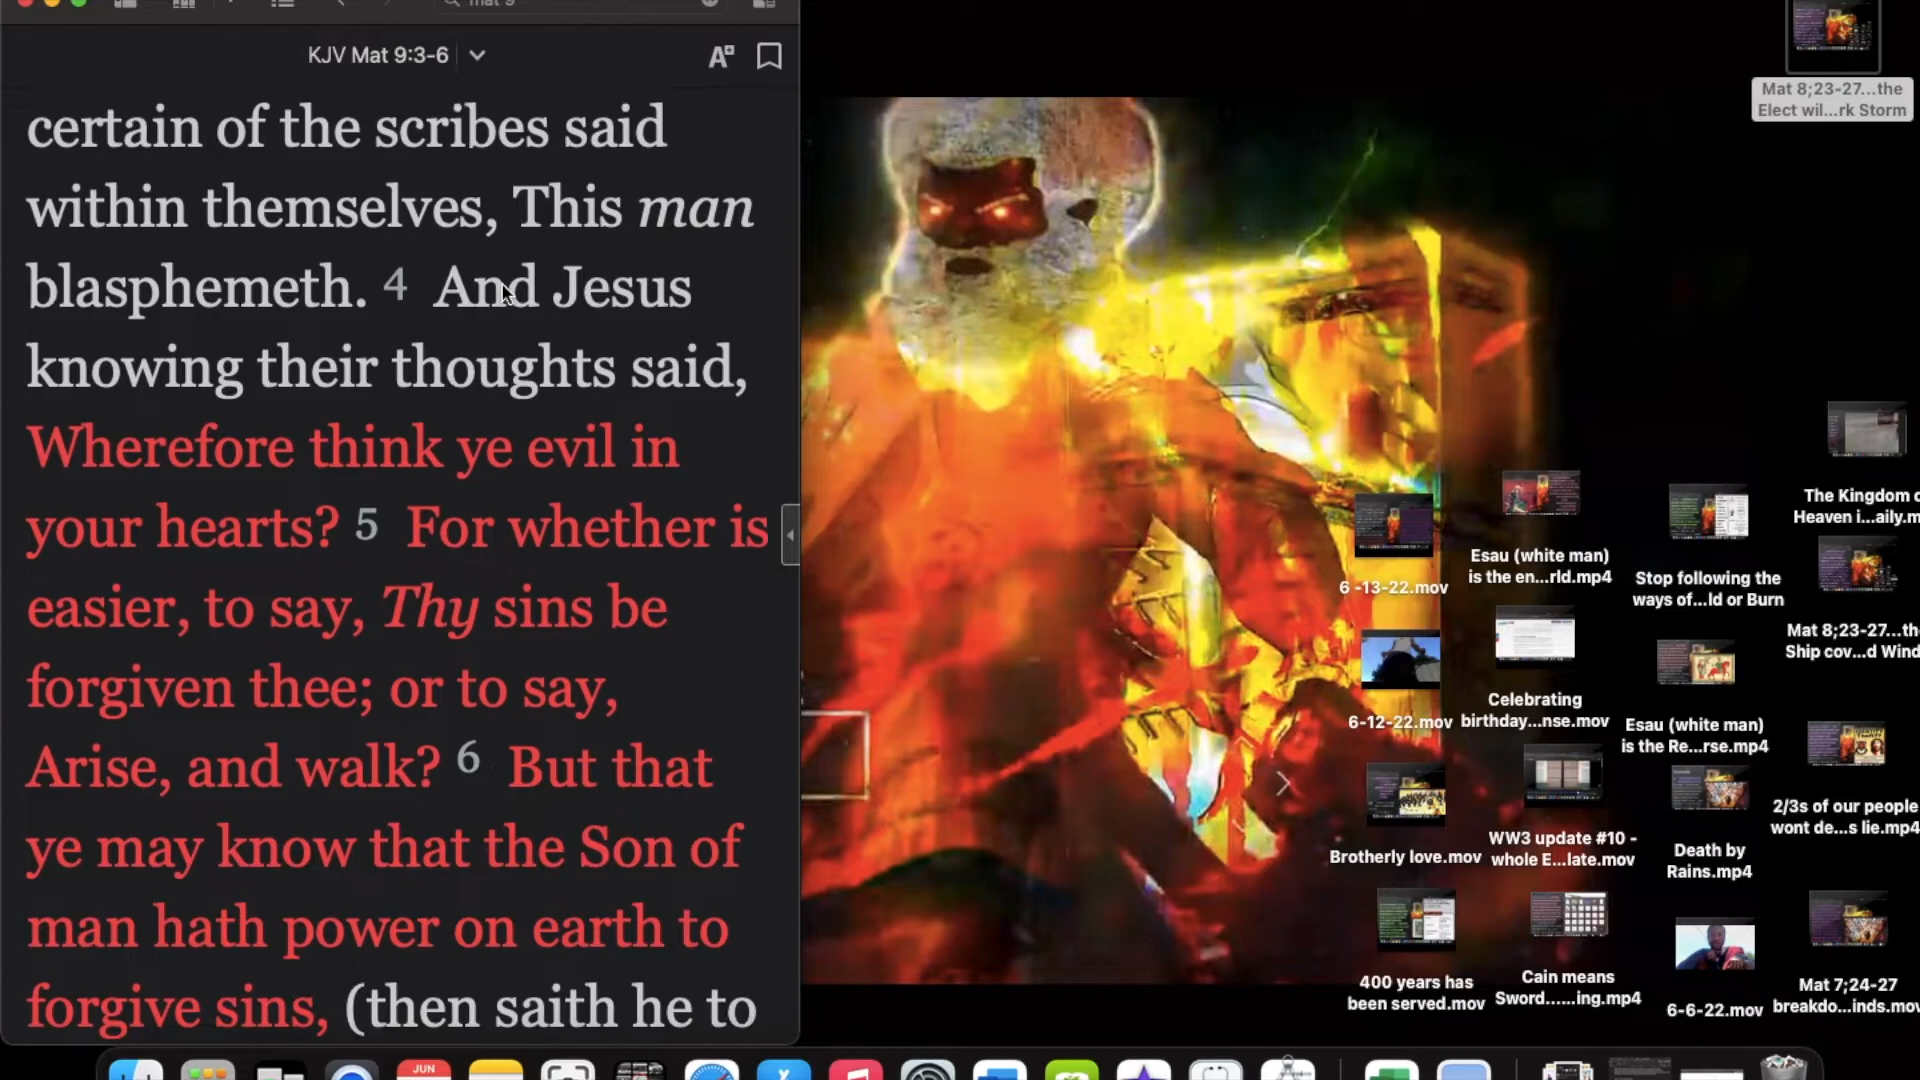 mat 9
KJV Mat 9:3-6
certain of the scribes said
within themselves, This man
blasphemeth. 4 And Jesus
knowing their thoughts said,
Wherefore think ye evil in
your hearts? 5 For whether is
easier, to say, Thy sins be
forgiven thee; or to say,
Arise, and walk? 6 But that
ye may know that the Son of
man hath power on earth to
forgive sins, (then saith he to
Mat 8;23-27...the
Elect wil...rk Storm
6 -13-22.mov
Esau (white man)
is the en...rld.mp4
Stop following the
ways of...ld or Burn
The Kingdom
Heaven i...aily.m
6-12-22.mov
Celebrating
birthday...nse.mov
Esau (white man)
is the Re...rse.mp4
Mat 8;23-27...th
Ship cov...d Wind
Brotherly love.mov
WW3 update #10 -
whole E...late.mov
Death by
Rains.mp4
2/3s of our people
wont de...s lie.mp4
400 years has
been served.mov
Cain means
Sword......ing.mp4
6-6-22.mov
Mat 7;24-27
breakdo...inds.mov
JUN